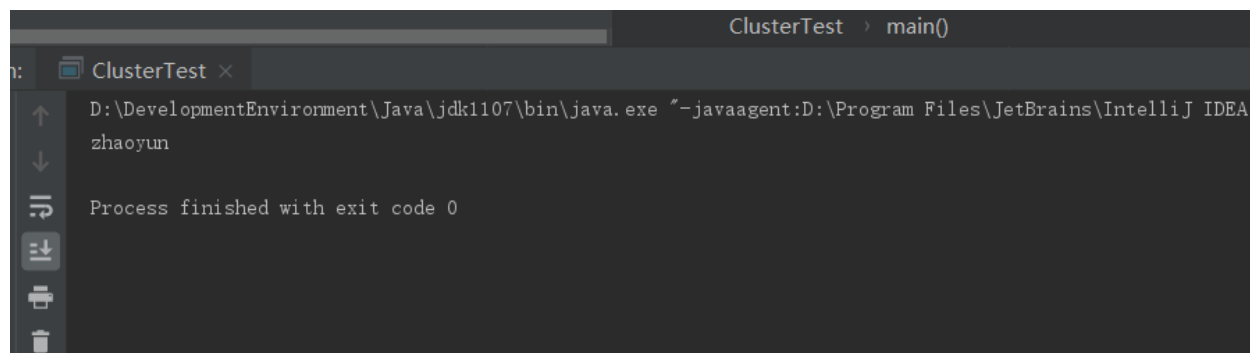 ClusterTest › main()
n: ClusterTest ×
D:\DevelopmentEnvironment\Java\jdk1107\bin\java.exe "-javaagent:D:\Program Files\JetBrains\IntelliJ IDEA
zhaoyun
Process finished with exit code 0